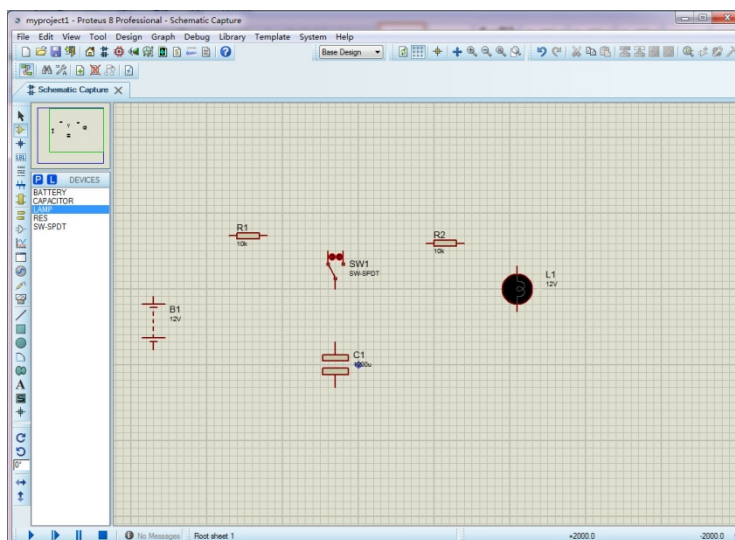 myproject1 - Proteus 8 Professional - Schematic Capture
File Edit View Tool Design Graph Debug Library Template System Help
Base Design
Schematic Capture
P L DEVICES
BATTERY
CAPACITOR
LAMP
RES
SW-SPDT
R1
10k
R2
10k
SW1
SW-SPDT
L1
12V
B1
12V
C1
LBL
A
0°
No Messages
Root sheet 1
+2000.0
-2000.0